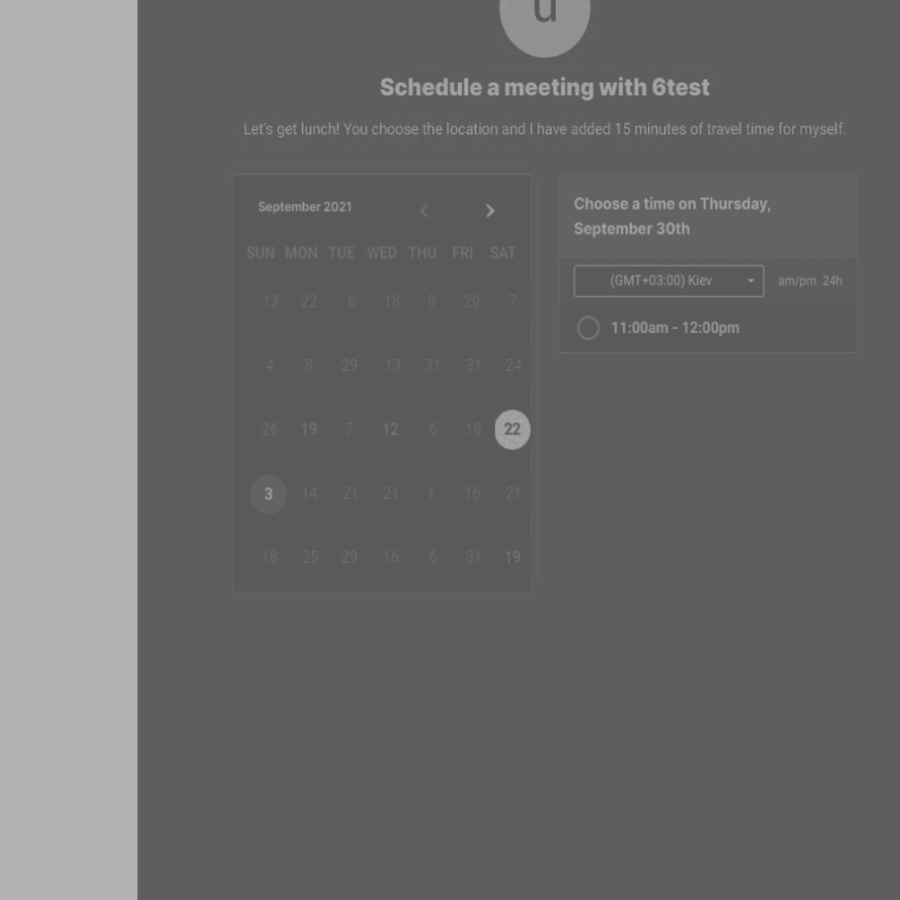 u
Schedule a meeting with 6test
Let's get lunch! You choose the location and I have added 15 minutes of travel time for myself.
September 2021
SUN MON TUE WED THU FRI SAT
13 22 6 18 9 29 7
4 8 29 13 31 31 24
26 19 7 12 6 18 22
3 14 21 21 1 16 21
18 25 29 16 6 31 19
Choose a time on Thursday,
September 30th
(GMT+03:00) Kiev am/pm 24h
11:00am - 12:00pm